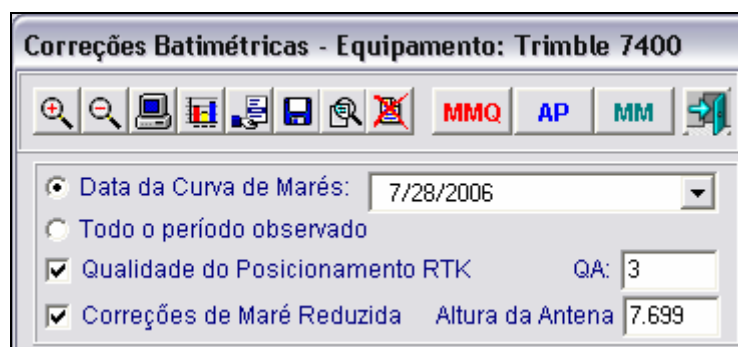 Correções Batimétricas - Equipamento: Trimble 7400
MMQ AP MM
Data da Curva de Marés: 7/28/2006
Todo o período observado
Qualidade do Posicionamento RTK QA: 3
Correções de Maré Reduzida Altura da Antena 7.699